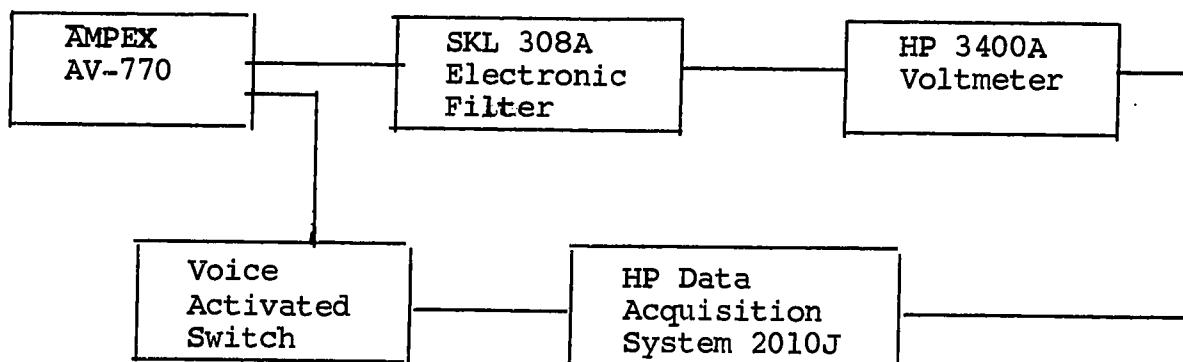 AMPEX
AV-770
SKL 308A
Electronic
Filter
HP 3400A
Voltmeter
Voice
Activated
Switch
HP Data
Acquisition
System 2010J